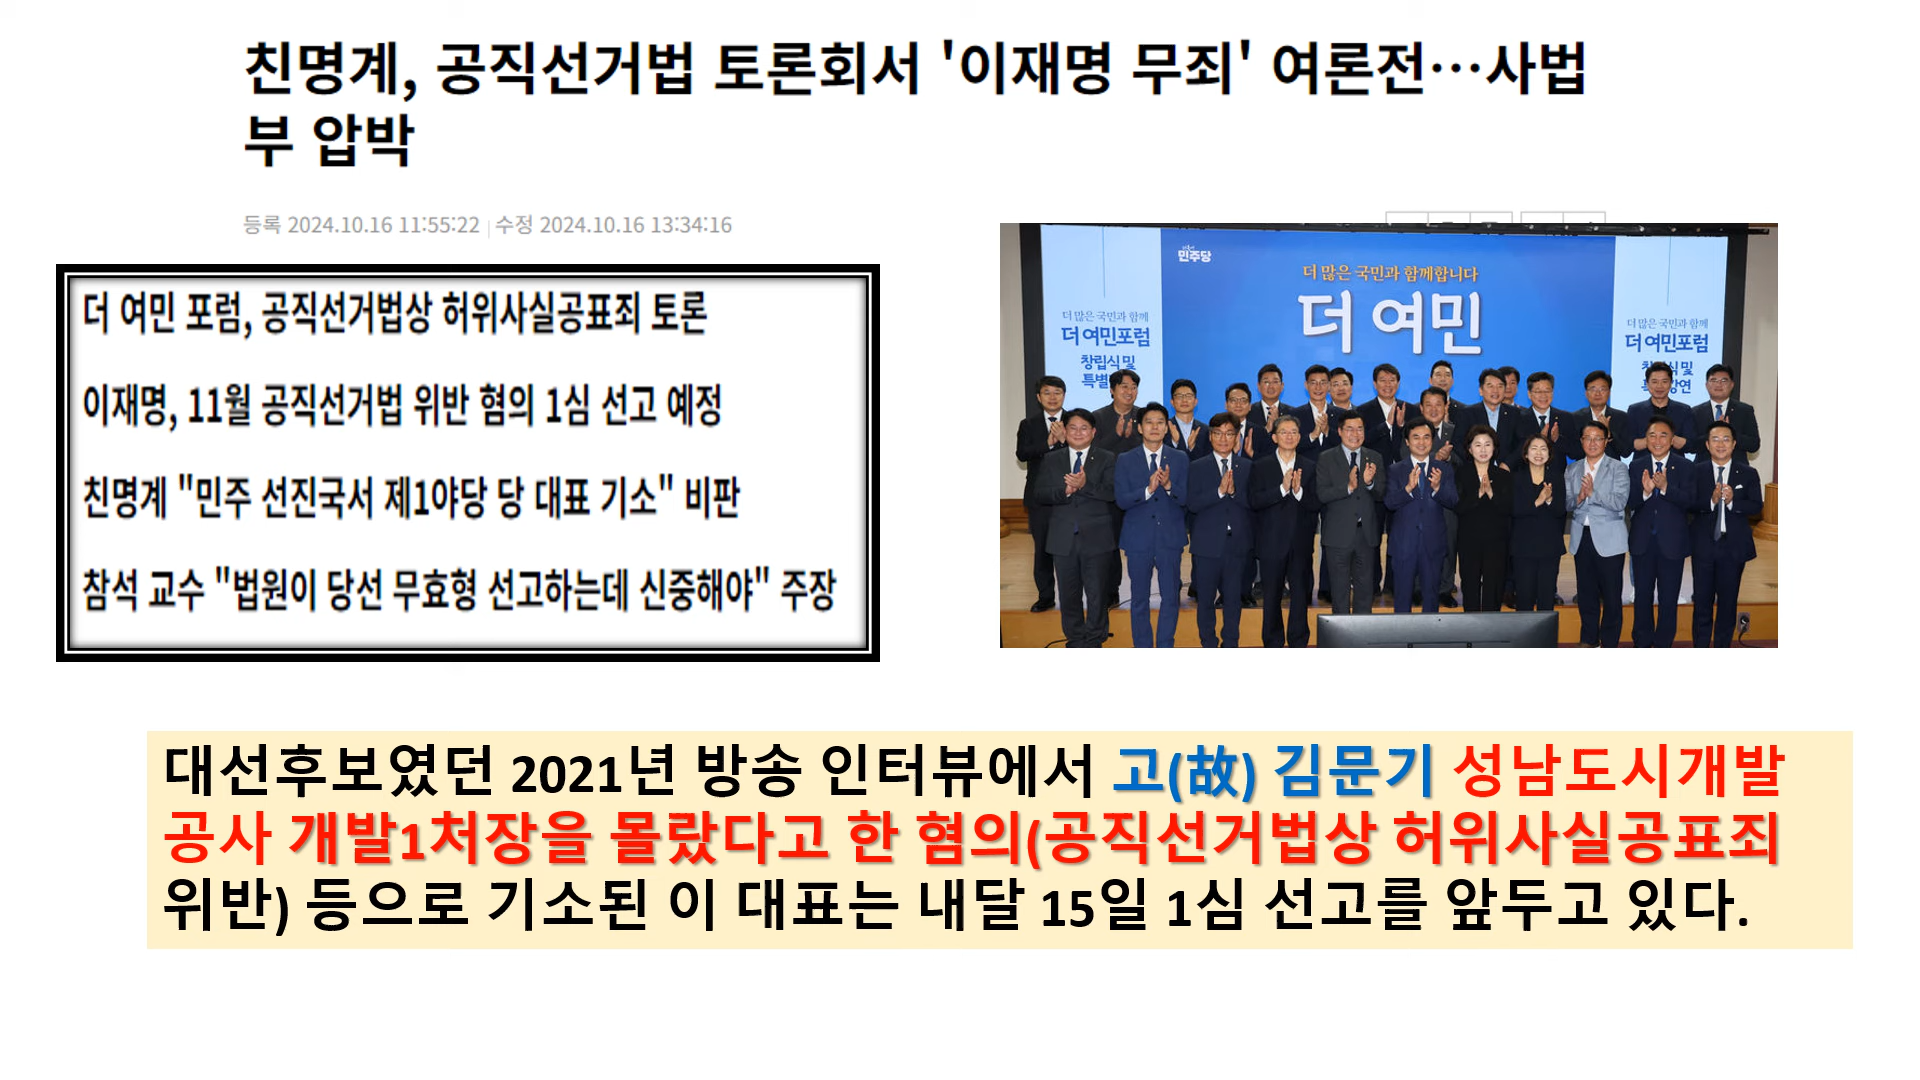 친명계, 공직선거법 토론회서 '이재명 무죄' 여론전…사법
부 압박
등록 2024.10.16 11:55:22 | 수정 2024.10.16 13:34:16
더 여민 포럼, 공직선거법상 허위사실공표죄 토론
이재명, 11월 공직선거법 위반 혐의 1심 선고 예정
친명계 "민주 선진국서 제1야당 당 대표 기소" 비판
참석 교수 "법원이 당선 무효형 선고하는데 신중해야" 주장
민주당
더 많은 국민과 함께합니다
더 여민
더 많은 국민과 함께
더 여민포럼
창립식 및
특별
더 많은 국민과 함께
더 여민포럼
식 및
강연
대선후보였던 2021년 방송 인터뷰에서 고(故) 김문기 성남도시개발
공사 개발1처장을 몰랐다고 한 혐의(공직선거법상 허위사실공표죄
위반) 등으로 기소된 이 대표는 내달 15일 1심 선고를 앞두고 있다.